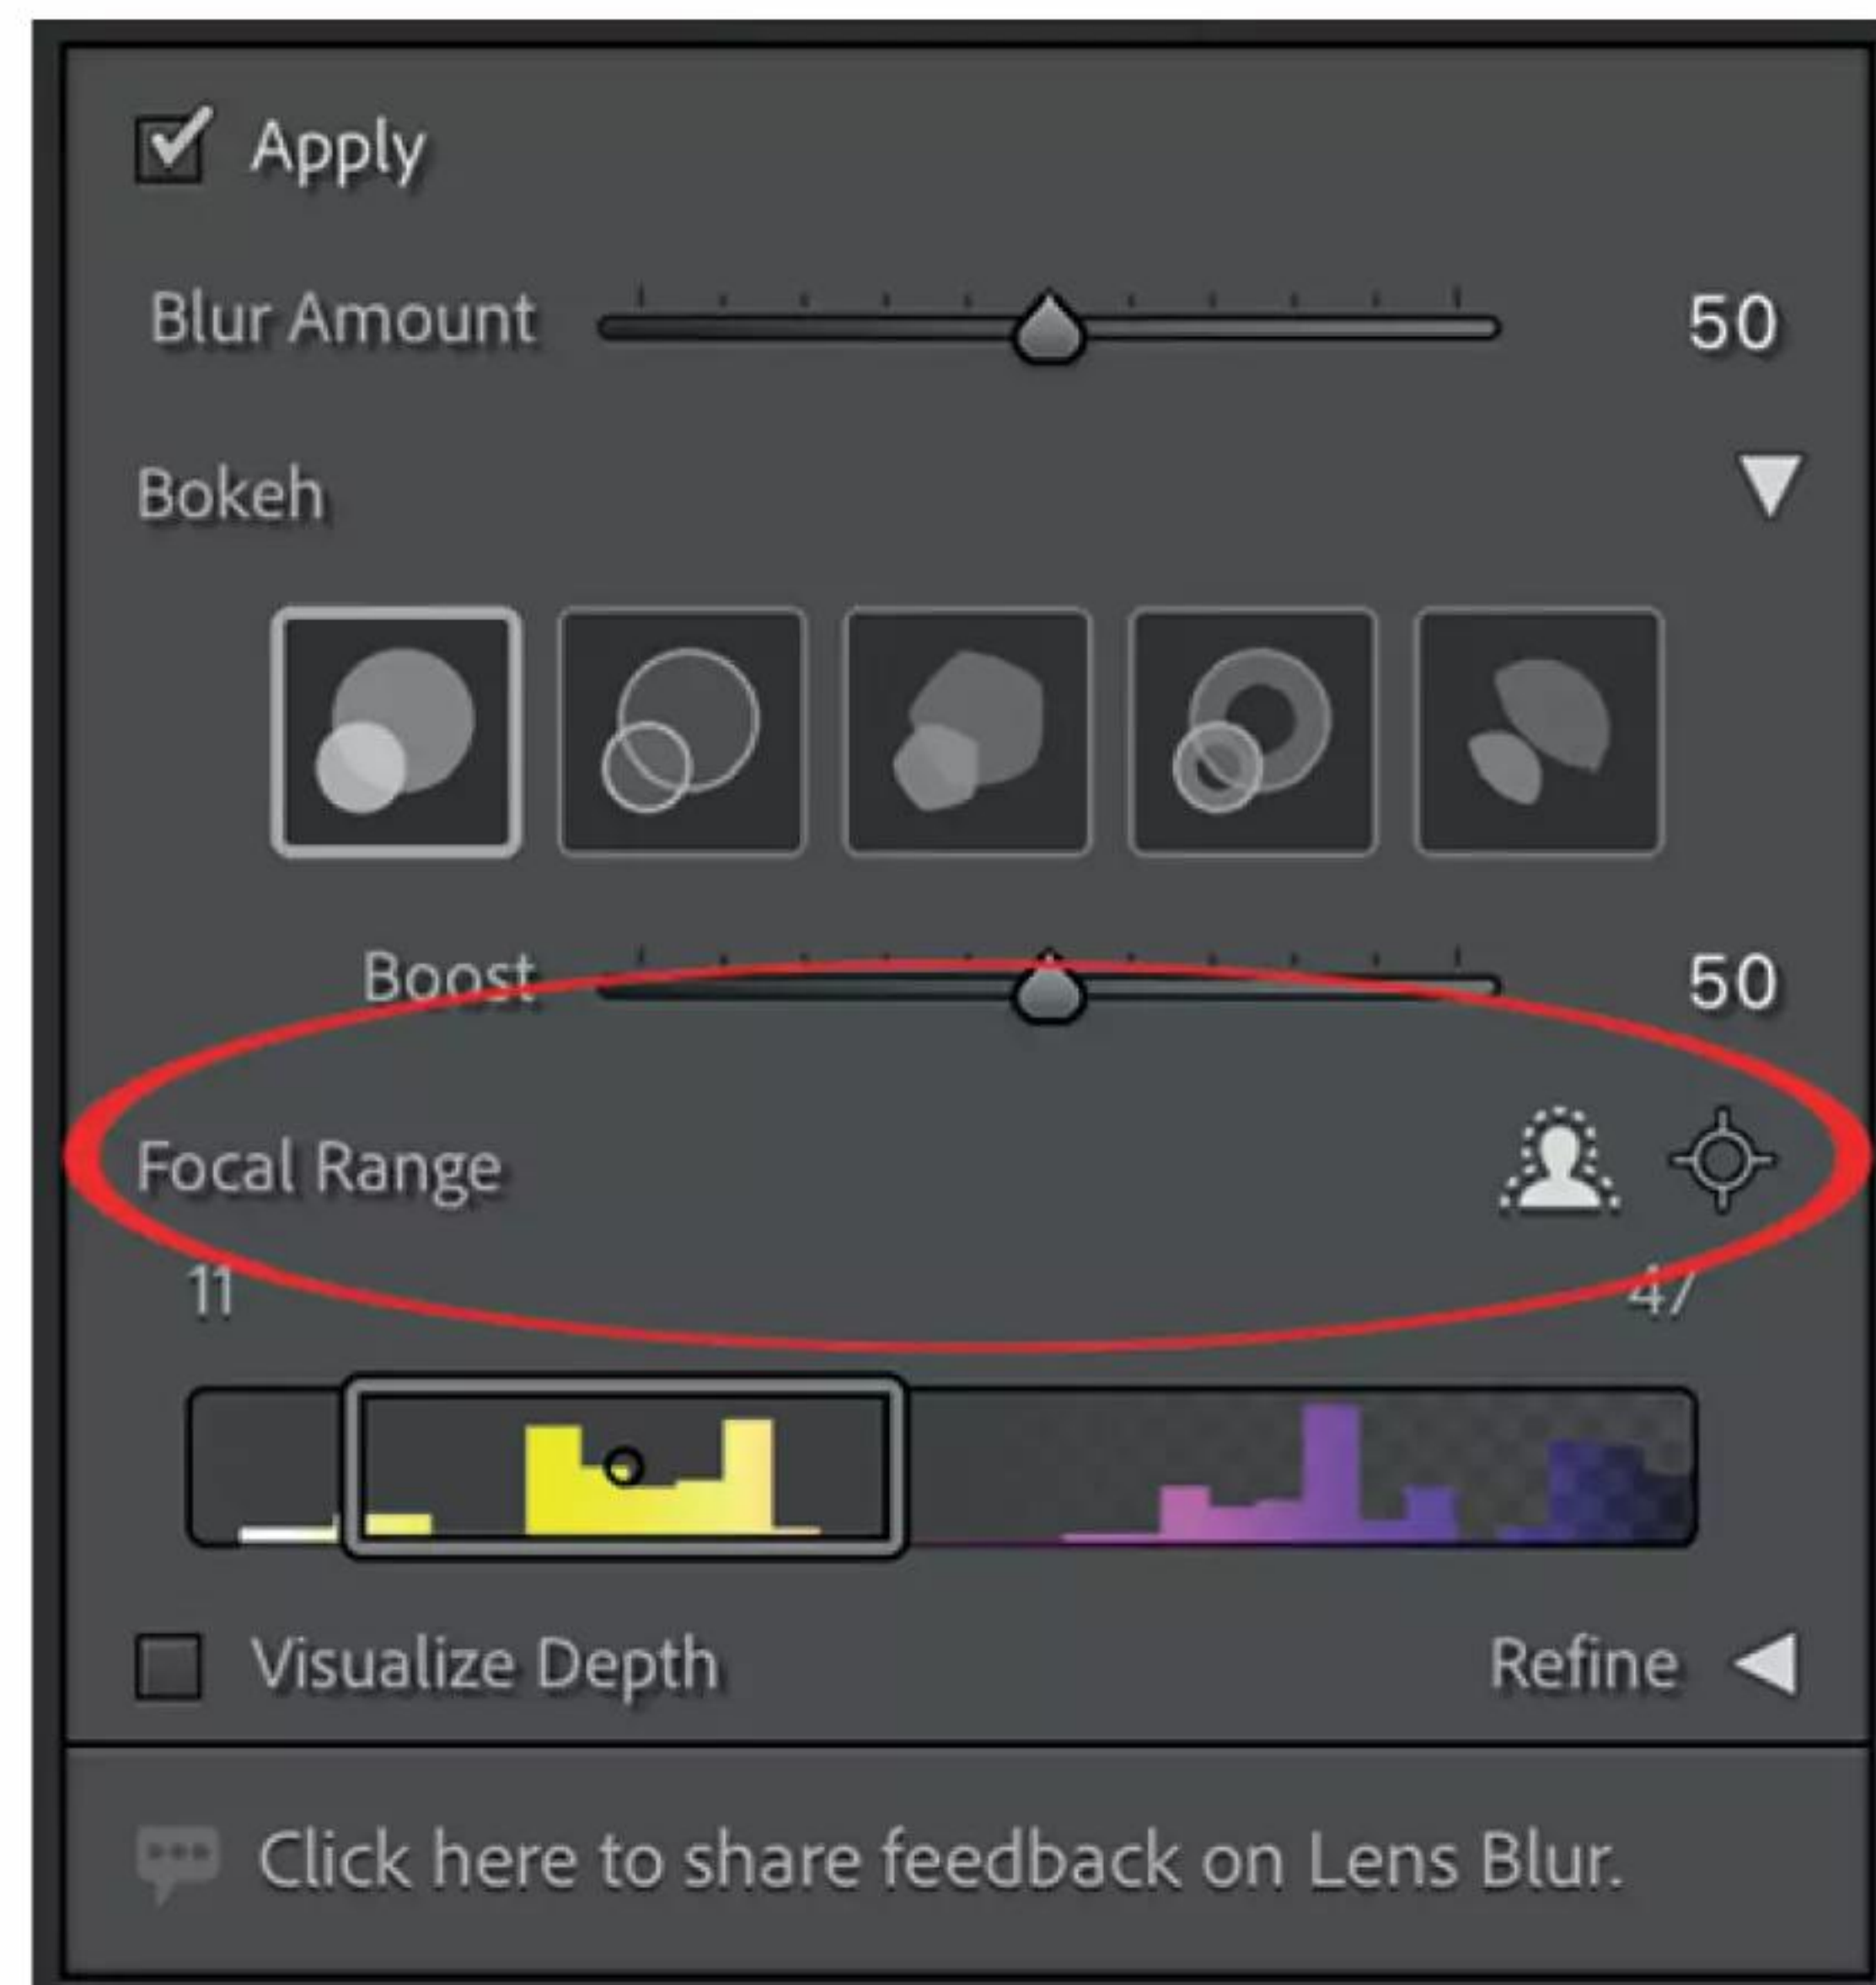 Apply
Blur Amount 50
Bokeh
Boost 50
Focal Range
11 47
Visualize Depth Refine
Click here to share feedback on Lens Blur.